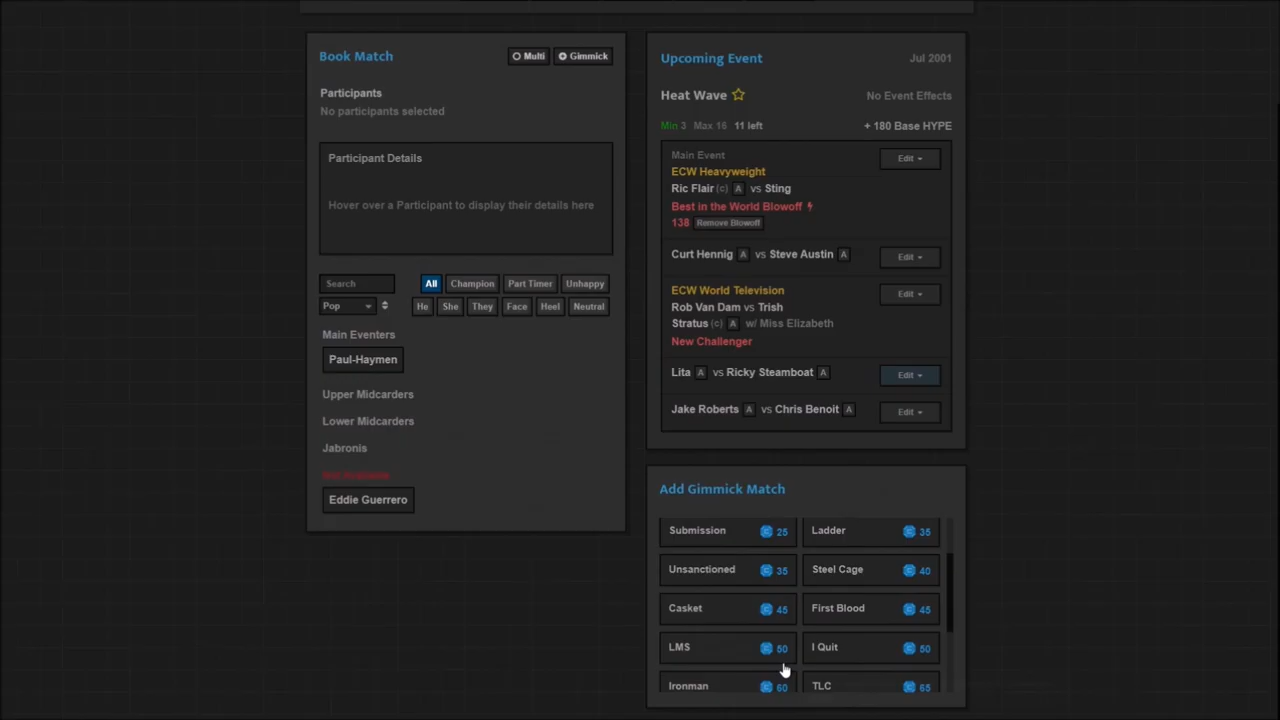 Book Match
Multi
Gimmick
Participants
No participants selected
Participant Details
Hover over a Participant to display their details here
Search
All
Champion
Part Timer
Unhappy
Pop
He
She
They
Face
Heel
Neutral
Main Eventers
Paul-Haymen
Upper Midcarders
Lower Midcarders
Jabronis
Eddie Guerrero
Upcoming Event
Jul 2001
Heat Wave
No Event Effects
Min 3 Max 16 11 left
+ 180 Base HYPE
Main Event
Edit
ECW Heavyweight
Ric Flair (c) A vs Sting
Best in the World Blowoff
138 Remove Blowoff
Curt Hennig A vs Steve Austin A
Edit
ECW World Television
Edit
Rob Van Dam vs Trish
Stratus (c) A w/ Miss Elizabeth
New Challenger
Lita A vs Ricky Steamboat A
Edit
Jake Roberts A vs Chris Benoit A
Edit
Add Gimmick Match
Submission C 25
Ladder C 35
Unsanctioned C 35
Steel Cage C 40
Casket C 45
First Blood C 45
LMS C 50
I Quit C 50
Ironman C 60
TLC C 65